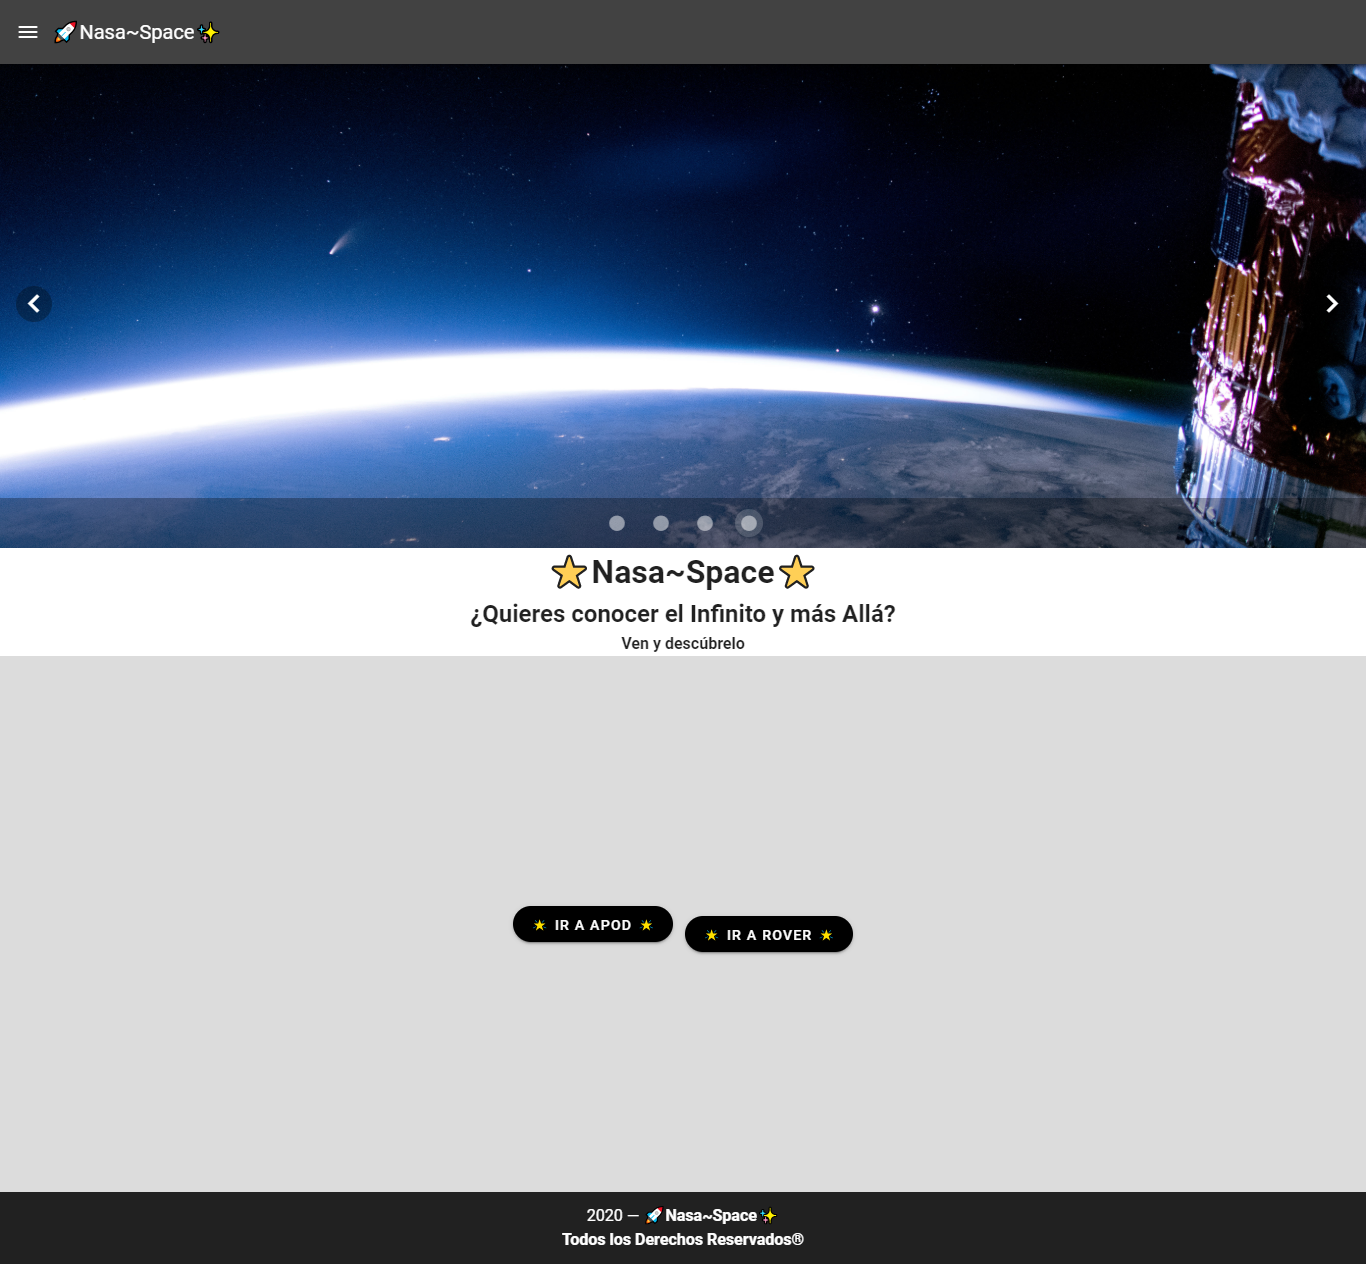 🚀Nasa~Space✨
⭐Nasa~Space⭐
¿Quieres conocer el Infinito y más Allá?
Ven y descúbrelo
IR A APOD
IR A ROVER
2020 — 🚀Nasa~Space✨
Todos los Derechos Reservados®